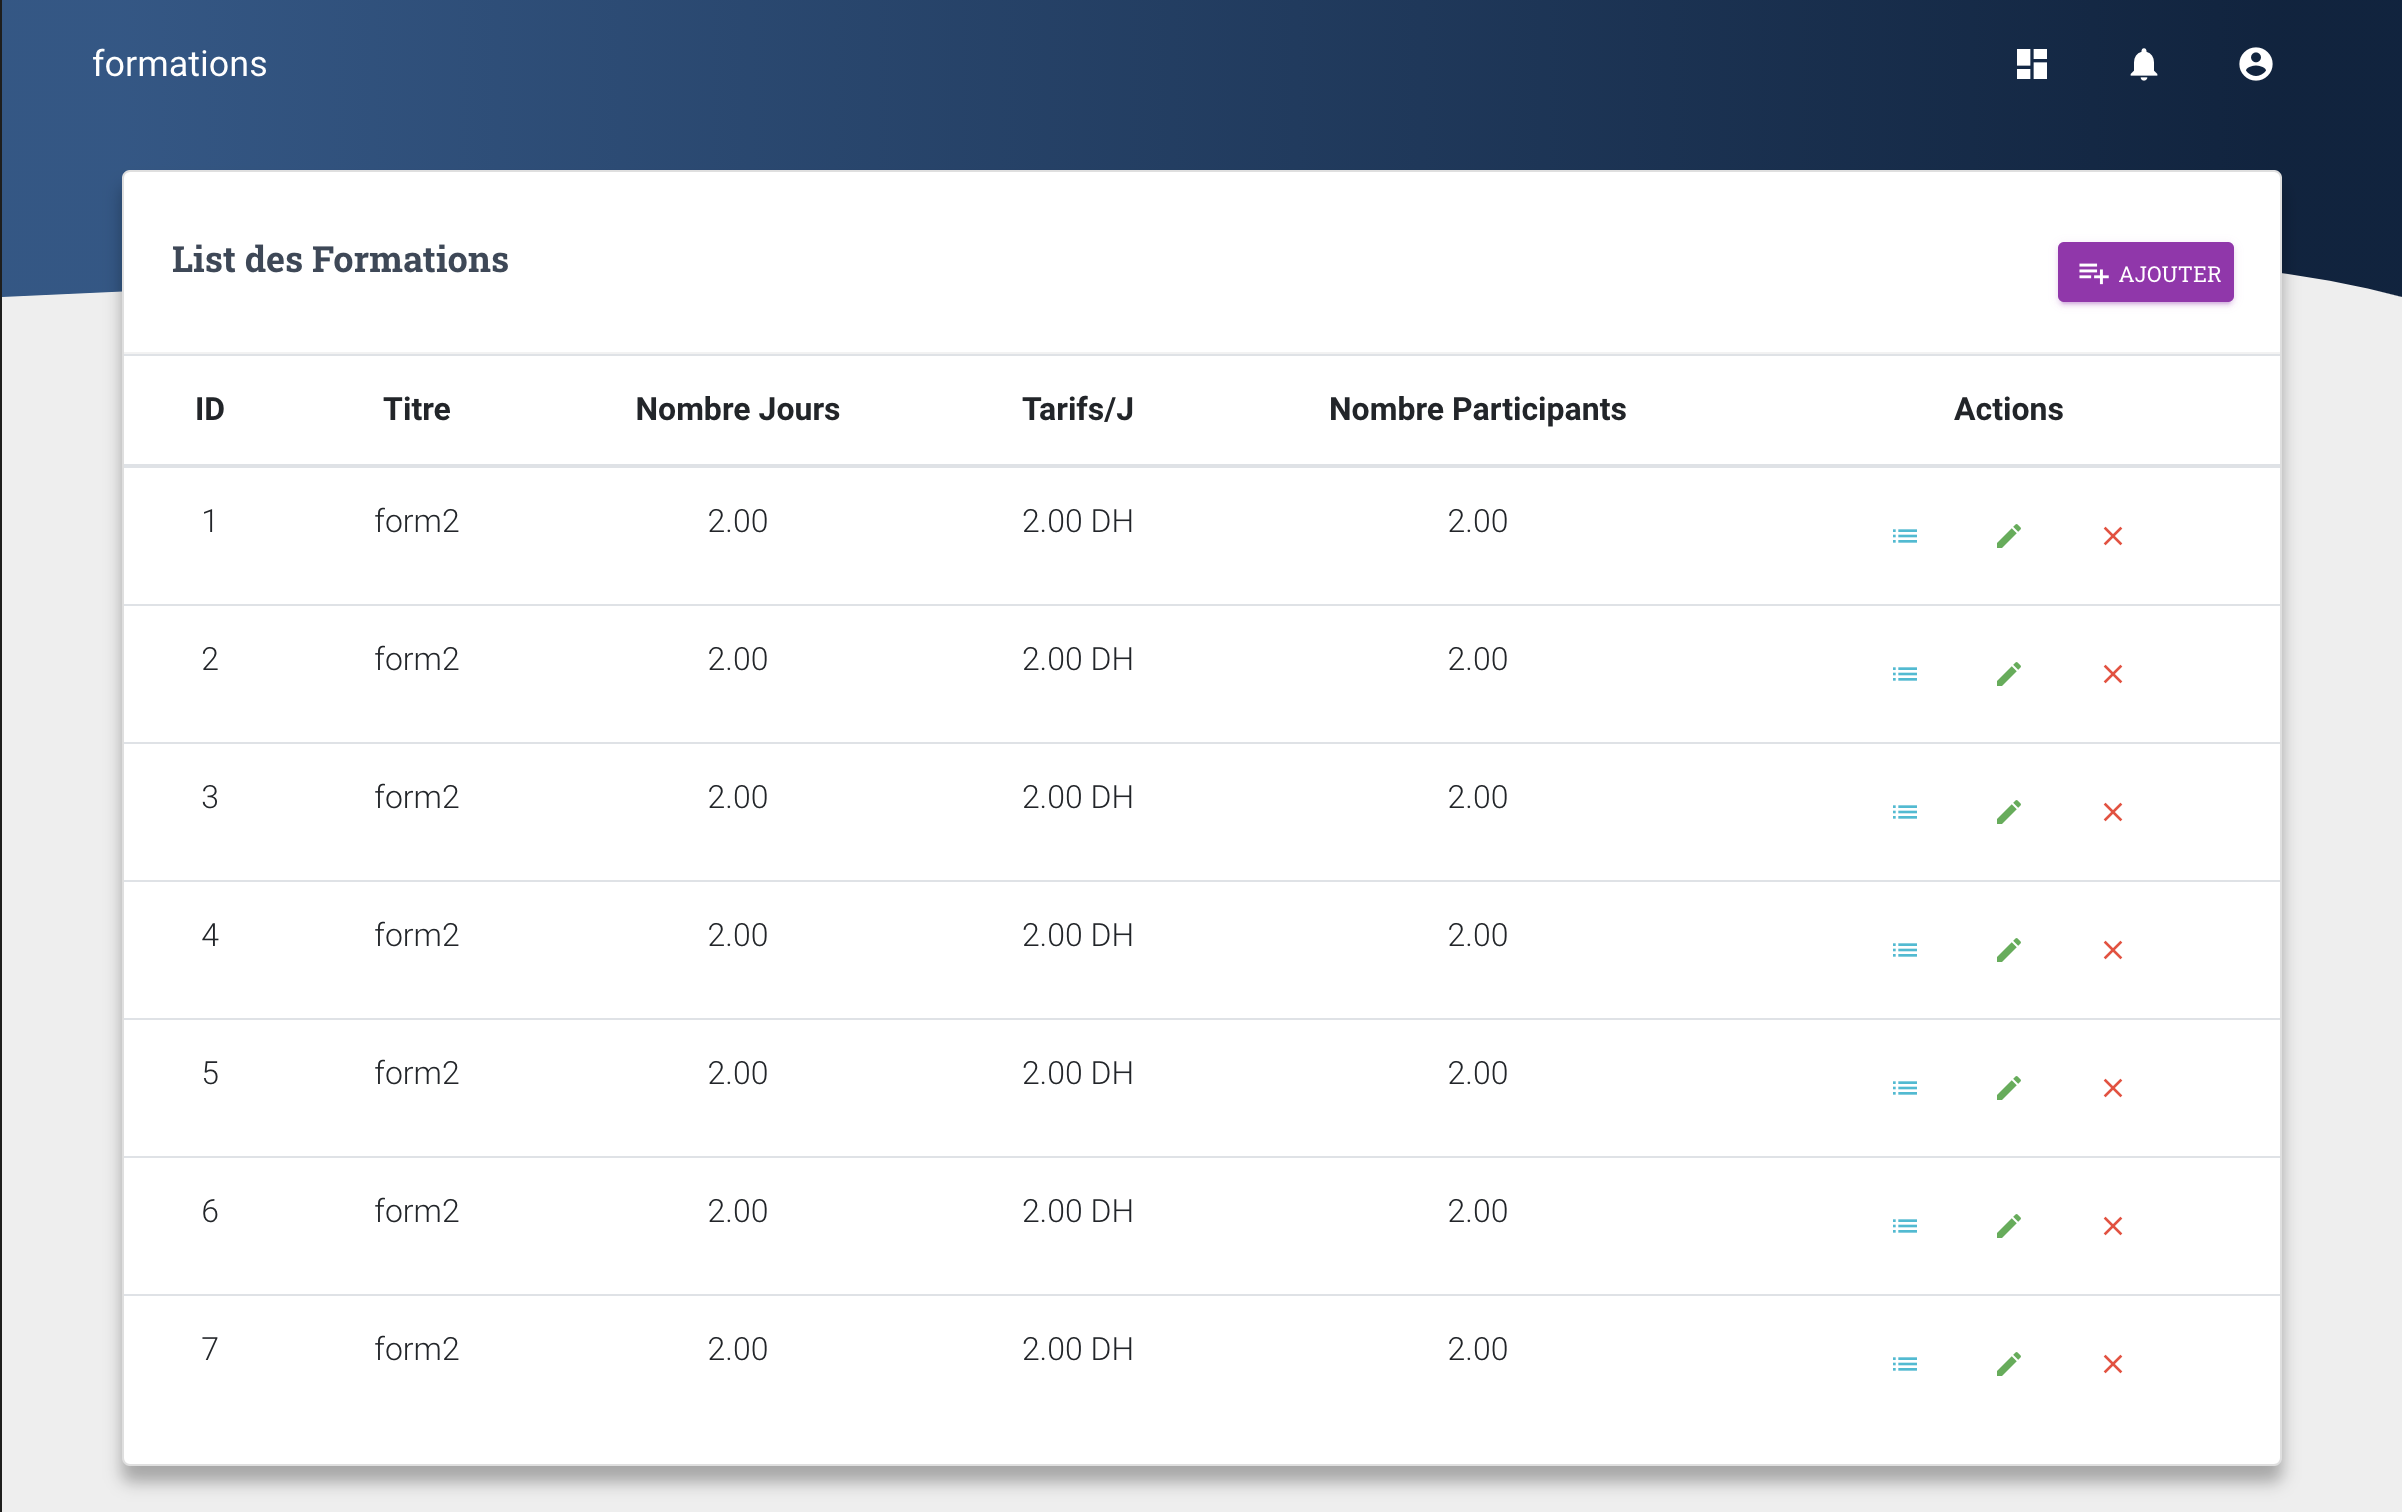 formations
List des Formations
AJOUTER
ID Titre Nombre Jours Tarifs/J Nombre Participants Actions
1 form2 2.00 2.00 DH 2.00
2 form2 2.00 2.00 DH 2.00
3 form2 2.00 2.00 DH 2.00
4 form2 2.00 2.00 DH 2.00
5 form2 2.00 2.00 DH 2.00
6 form2 2.00 2.00 DH 2.00
7 form2 2.00 2.00 DH 2.00